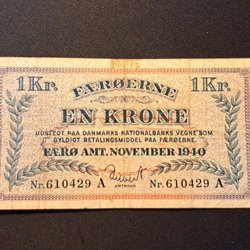 1 Kr. FÆRØERNE 1 Kr.
EN KRONE
UDSTEDT PAA DANMARKS NATIONALBANKS VEGNE SOM
GYLDIGT BETALINGSMIDDEL PAA FÆRØERNE.
FÆRØ AMT, NOVEMBER 1940
Nr. 610429 A Nr. 610429 A
AMTMAND